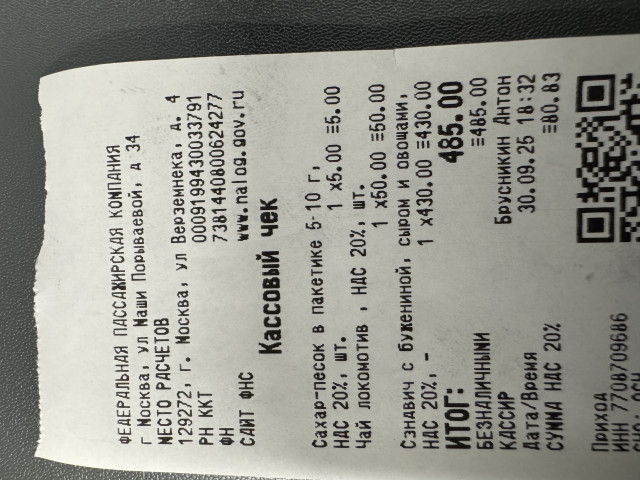 ФЕДЕРАЛЬНАЯ ПАССАЖИРСКАЯ КОМПАНИЯ
г Москва, ул Маши Порываевой, д 34
МЕСТО РАСЧЕТОВ
129272, г. Москва, ул Верземнека, д. 4
РН ККТ 0009199430033791
ФН 7381440800624277
САЙТ ФНС www.nalog.gov.ru
Кассовый чек
Сахар-песок в пакетике 5-10 г,
НДС 20%, шт. 1 x5.00 ≡5.00
Чай локомотив , НДС 20%, шт.
1 x50.00 ≡50.00
Сэнавич с бужениной, сыром и овощами,
НДС 20%, - 1 x430.00 ≡430.00
ИТОГ: 485.00
БЕЗНАЛИЧНЫМИ ≡485.00
КАССИР Брусникин Антон
Дата/Время 30.09.25 18:32
СУММА НДС 20% ≡80.83
Приход
ИНН 7708709686